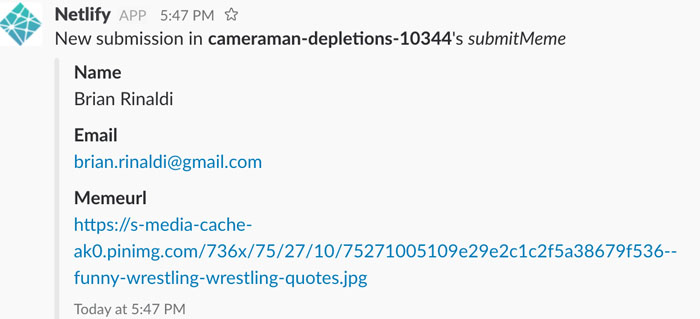 Netlify APP 5:47 PM ☆
New submission in cameraman-depletions-10344's submitMeme
Name
Brian Rinaldi
Email
brian.rinaldi@gmail.com
Memeurl
https://s-media-cache-
ak0.pinimg.com/736x/75/27/10/75271005109e29e2c1c2f5a38679f536--
funny-wrestling-wrestling-quotes.jpg
Today at 5:47 PM